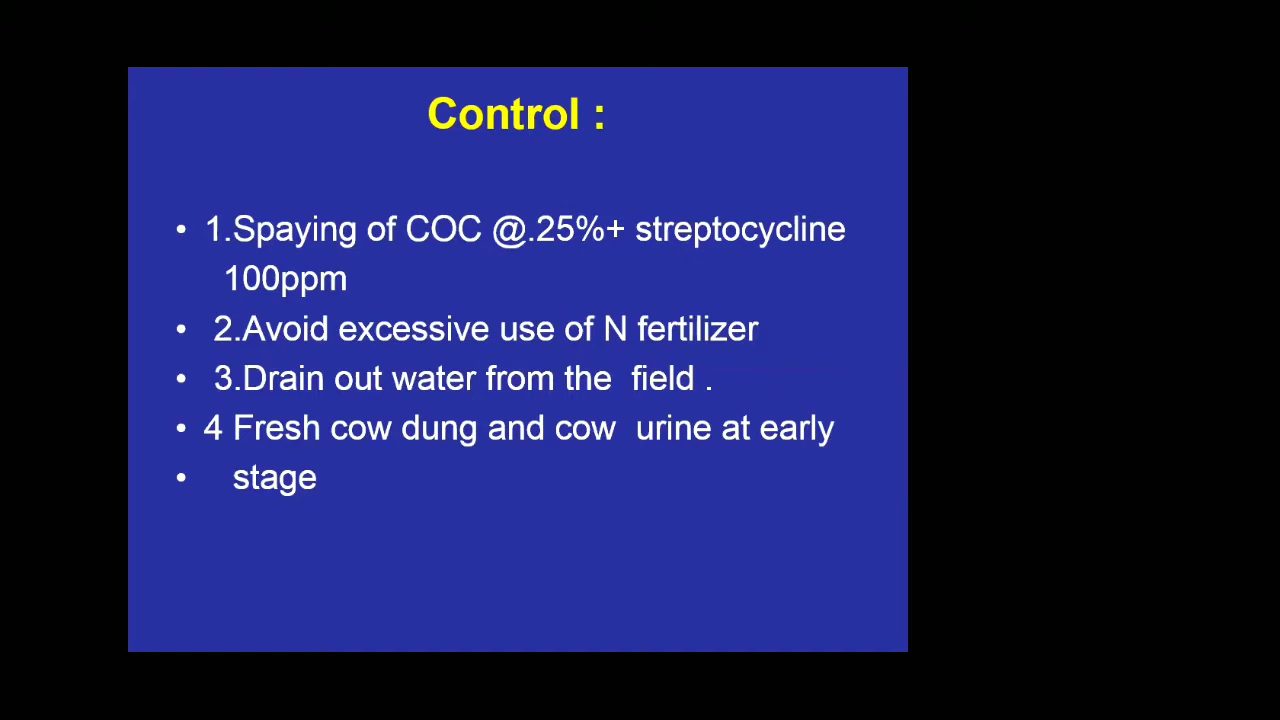 Control :
• 1.Spaying of COC @.25%+ streptocycline
100ppm
• 2.Avoid excessive use of N fertilizer
• 3.Drain out water from the  field .
• 4 Fresh cow dung and cow  urine at early
• stage